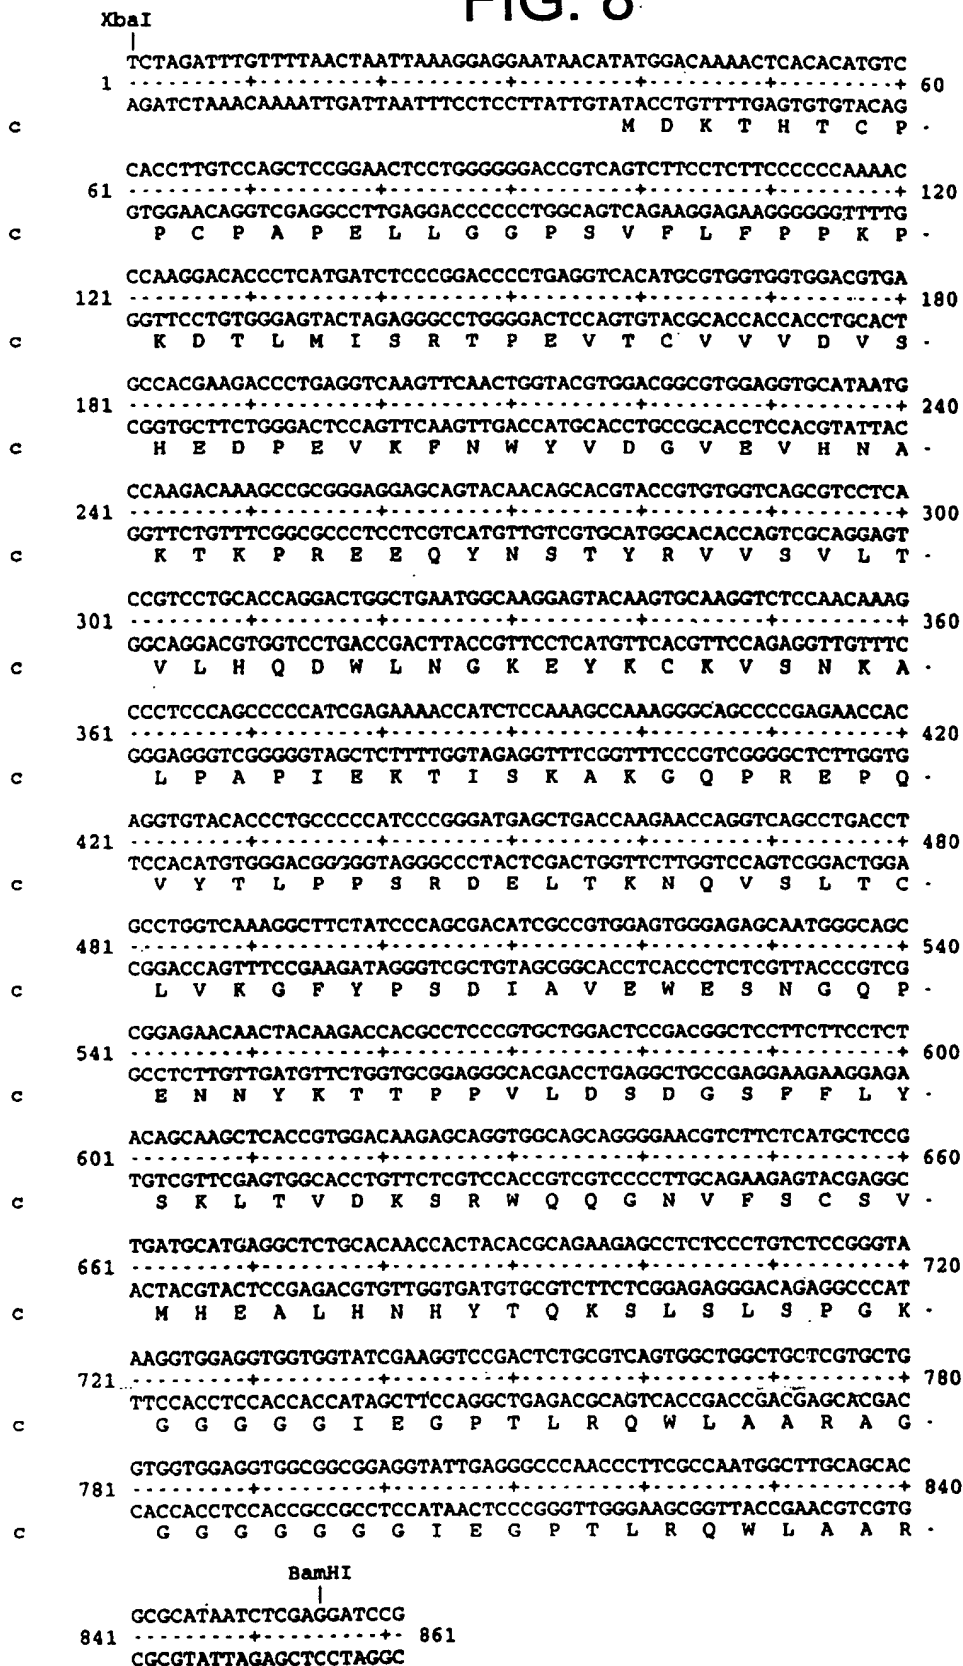 FIG. 8
XbaI
|
TCTAGATTTGTTTTAACTAATTAAAGGAGGAATAACATATGGACAAAACTCACACATGTC
1 ---------+---------+---------+---------+---------+---------+ 60
AGATCTAAACAAAATTGATTAATTTCCTCCTTATTGTATACCTGTTTTGAGTGTGTACAG
c M D K T H T C P -
CACCTTGTCCAGCTCCGGAACTCCTGGGGGGACCGTCAGTCTTCCTCTTCCCCCCAAAAC
61 ---------+---------+---------+---------+---------+---------+ 120
GTGGAACAGGTCGAGGCCTTGAGGACCCCCCTGGCAGTCAGAAGGAGAAGGGGGGTTTTG
c P C P A P E L L G G P S V F L F P P K P -
CCAAGGACACCCTCATGATCTCCCGGACCCCTGAGGTCACATGCGTGGTGGTGGACGTGA
121 ---------+---------+---------+---------+---------+---------+ 180
GGTTCCTGTGGGAGTACTAGAGGGCCTGGGGACTCCAGTGTACGCACCACCACCTGCACT
c K D T L M I S R T P E V T C V V V D V S -
GCCACGAAGACCCTGAGGTCAAGTTCAACTGGTACGTGGACGGCGTGGAGGTGCATAATG
181 ---------+---------+---------+---------+---------+---------+ 240
CGGTGCTTCTGGGACTCCAGTTCAAGTTGACCATGCACCTGCCGCACCTCCACGTATTAC
c H E D P E V K F N W Y V D G V E V H N A -
CCAAGACAAAGCCGCGGGAGGAGCAGTACAACAGCACGTACCGTGTGGTCAGCGTCCTCA
241 ---------+---------+---------+---------+---------+---------+ 300
GGTTCTGTTTCGGCGCCCTCCTCGTCATGTTGTCGTGCATGGCACACCAGTCGCAGGAGT
c K T K P R E E Q Y N S T Y R V V S V L T -
CCGTCCTGCACCAGGACTGGCTGAATGGCAAGGAGTACAAGTGCAAGGTCTCCAACAAAG
301 ---------+---------+---------+---------+---------+---------+ 360
GGCAGGACGTGGTCCTGACCGACTTACCGTTCCTCATGTTCACGTTCCAGAGGTTGTTTC
c V L H Q D W L N G K E Y K C K V S N K A -
CCCTCCCAGCCCCCATCGAGAAAACCATCTCCAAAGCCAAAGGGCAGCCCCGAGAACCAC
361 ---------+---------+---------+---------+---------+---------+ 420
GGGAGGGTCGGGGGTAGCTCTTTTGGTAGAGGTTTCGGTTTCCCGTCGGGGCTCTTGGTG
c L P A P I E K T I S K A K G Q P R E P Q -
AGGTGTACACCCTGCCCCCATCCCGGGATGAGCTGACCAAGAACCAGGTCAGCCTGACCT
421 ---------+---------+---------+---------+---------+---------+ 480
TCCACATGTGGGACGGGGGTAGGGCCCTACTCGACTGGTTCTTGGTCCAGTCGGACTGGA
c V Y T L P P S R D E L T K N Q V S L T C -
GCCTGGTCAAAGGCTTCTATCCCAGCGACATCGCCGTGGAGTGGGAGAGCAATGGGCAGC
481 ---------+---------+---------+---------+---------+---------+ 540
CGGACCAGTTTCCGAAGATAGGGTCGCTGTAGCGGCACCTCACCCTCTCGTTACCCGTCG
c L V K G F Y P S D I A V E W E S N G Q P -
CGGAGAACAACTACAAGACCACGCCTCCCGTGCTGGACTCCGACGGCTCCTTCTTCCTCT
541 ---------+---------+---------+---------+---------+---------+ 600
GCCTCTTGTTGATGTTCTGGTGCGGAGGGCACGACCTGAGGCTGCCGAGGAAGAAGGAGA
c E N N Y K T T P P V L D S D G S F F L Y -
ACAGCAAGCTCACCGTGGACAAGAGCAGGTGGCAGCAGGGGAACGTCTTCTCATGCTCCG
601 ---------+---------+---------+---------+---------+---------+ 660
TGTCGTTCGAGTGGCACCTGTTCTCGTCCACCGTCGTCCCCTTGCAGAAGAGTACGAGGC
c S K L T V D K S R W Q Q G N V F S C S V -
TGATGCATGAGGCTCTGCACAACCACTACACGCAGAAGAGCCTCTCCCTGTCTCCGGGTA
661 ---------+---------+---------+---------+---------+---------+ 720
ACTACGTACTCCGAGACGTGTTGGTGATGTGCGTCTTCTCGGAGAGGGACAGAGGCCCAT
c M H E A L H N H Y T Q K S L S L S P G K -
AAGGTGGAGGTGGTGGTATCGAAGGTCCGACTCTGCGTCAGTGGCTGGCTGCTCGTGCTG
721 ---------+---------+---------+---------+---------+---------+ 780
TTCCACCTCCACCACCATAGCTTCCAGGCTGAGACGCAGTCACCGACCGACGAGCACGAC
c G G G G G I E G P T L R Q W L A A R A G -
GTGGTGGAGGTGGCGGCGGAGGTATTGAGGGCCCAACCCTTCGCCAATGGCTTGCAGCAC
781 ---------+---------+---------+---------+---------+---------+ 840
CACCACCTCCACCGCCGCCTCCATAACTCCCGGGTTGGGAAGCGGTTACCGAACGTCGTG
c G G G G G G G I E G P T L R Q W L A A R -
BamHI
|
GCGCATAATCTCGAGGATCCG
841 ---------+---------+- 861
CGCGTATTAGAGCTCCTAGGC